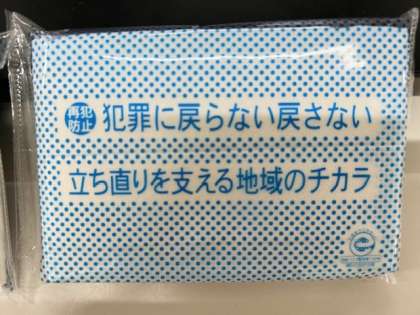 再犯防止 犯罪に戻らない戻さない
立ち直りを支える地域のチカラ